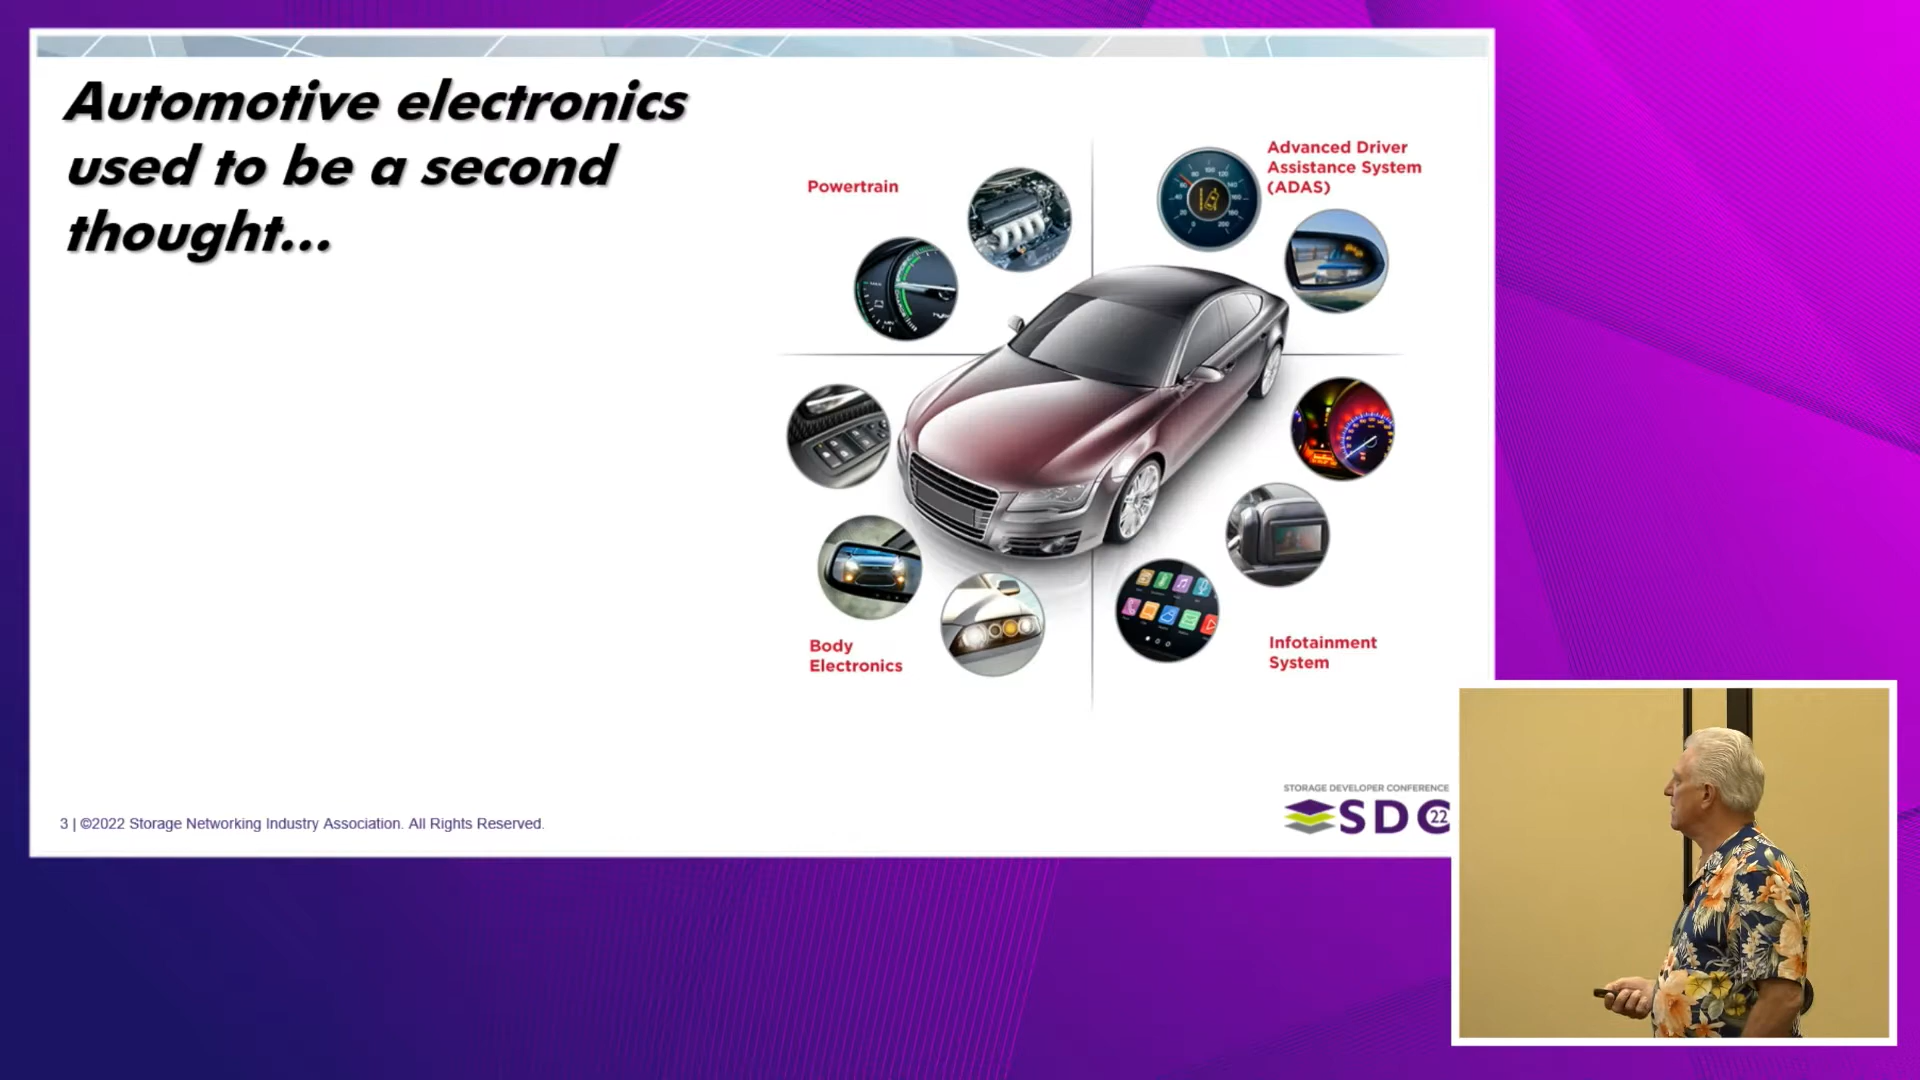 Automotive electronics
used to be a second
thought...
Powertrain
Advanced Driver
Assistance System
(ADAS)
Body
Electronics
Infotainment
System
3 | ©2022 Storage Networking Industry Association. All Rights Reserved.
STORAGE DEVELOPER CONFERENCE
SDC 22